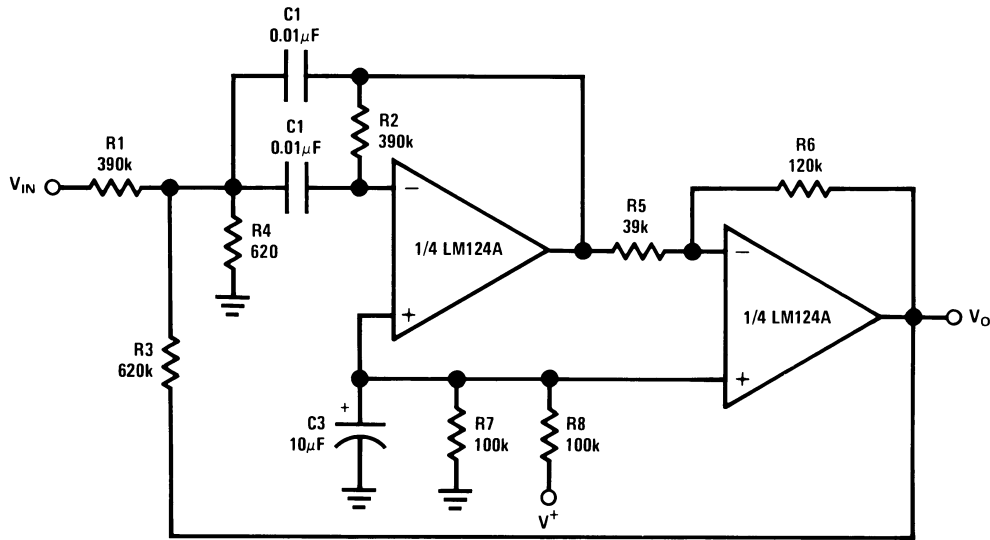 C1
0.01μF
C1
0.01μF
R2
390k
R1
390k
VIN
R4
620
R6
120k
R5
39k
−
1/4 LM124A
+
−
1/4 LM124A
+
VO
R3
620k
+
C3
10μF
R7
100k
R8
100k
V+